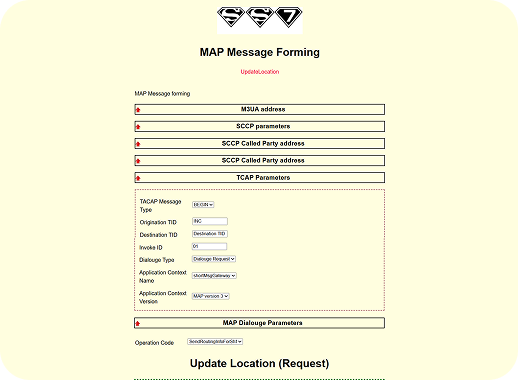 S S 7
MAP Message Forming
UpdateLocation
MAP Message forming
M3UA address
SCCP parameters
SCCP Called Party address
SCCP Called Party address
TCAP Parameters
TACAP Message Type BEGIN
Origination TID INC
Destination TID Destination TID
Invoke ID 01
Dialouge Type Dialouge Request
Application Context Name shortMsgGateway
Application Context Version MAP version 3
MAP Dialouge Parameters
Operation Code SendRoutingInfoForSM
Update Location (Request)